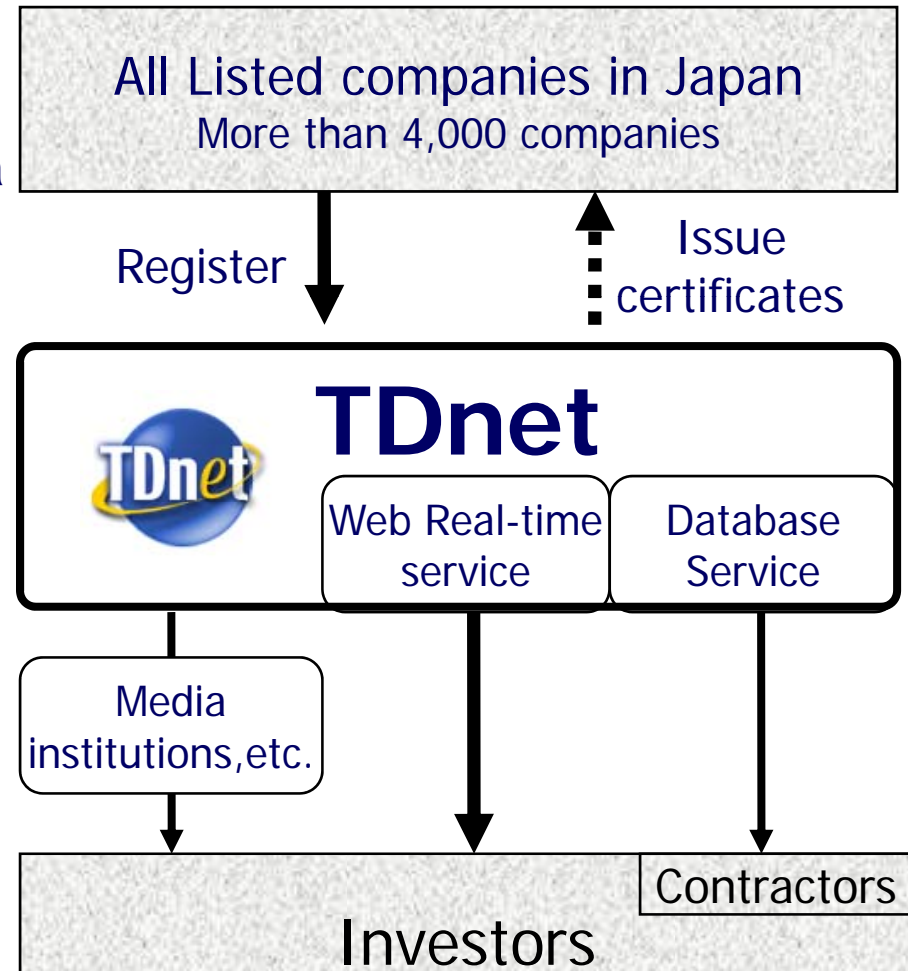 All Listed companies in Japan
More than 4,000 companies
Register
Issue
certificates
TDnet
TDnet
Web Real-time
service
Database
Service
Media
institutions,etc.
Contractors
Investors